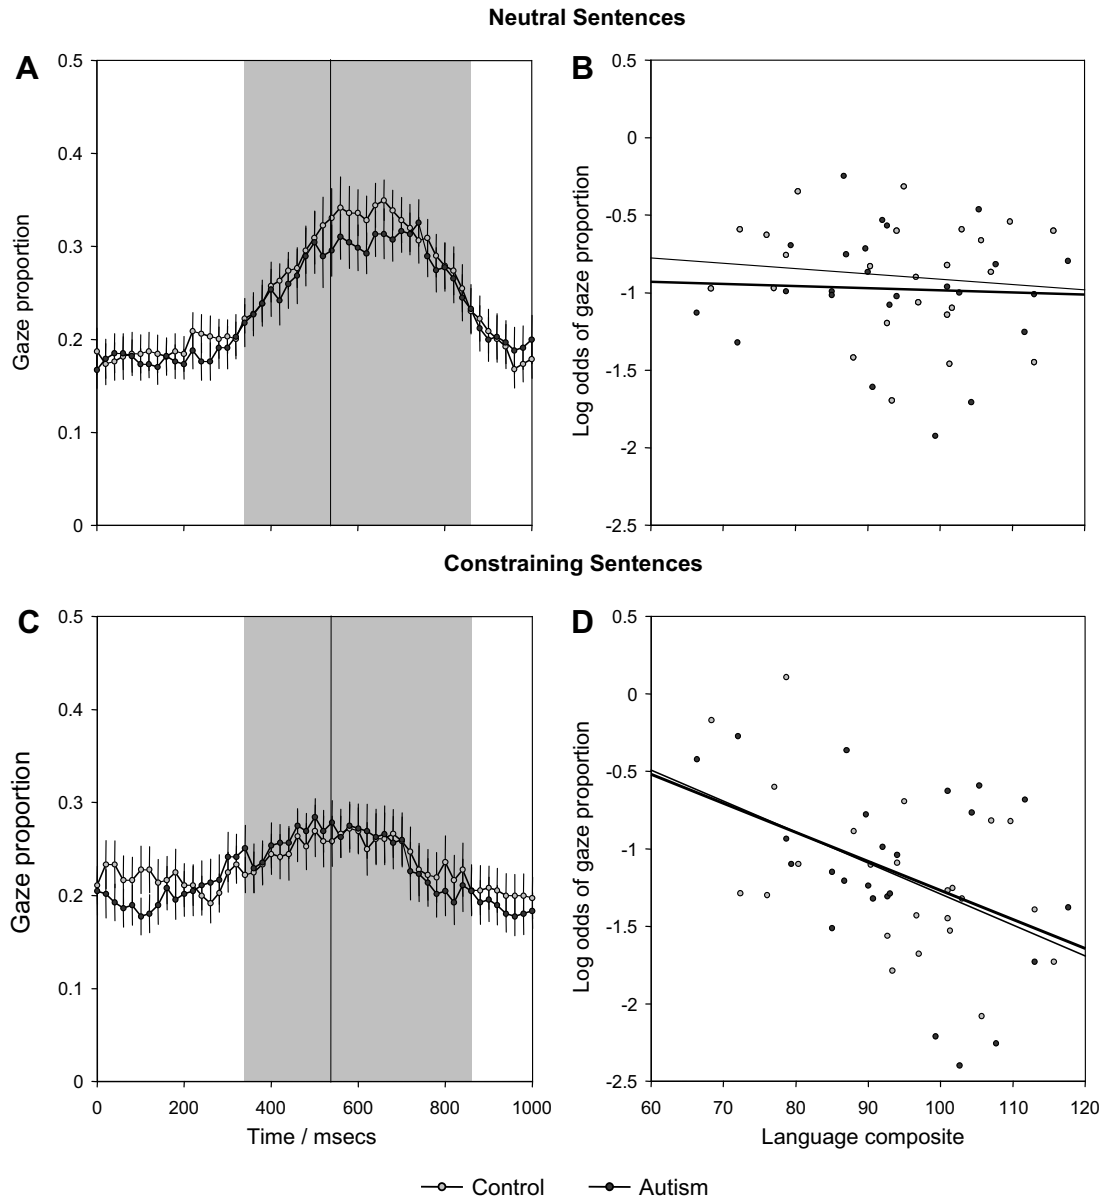 Neutral Sentences
A
0.5
0.4
0.3
0.2
0.1
0
Gaze proportion
B
0.5
0
-0.5
-1
-1.5
-2
-2.5
Log odds of gaze proportion
Constraining Sentences
C
0.5
0.4
0.3
0.2
0.1
0
Gaze proportion
0 200 400 600 800 1000
Time / msecs
D
0.5
0
-0.5
-1
-1.5
-2
-2.5
Log odds of gaze proportion
60 70 80 90 100 110 120
Language composite
Control Autism